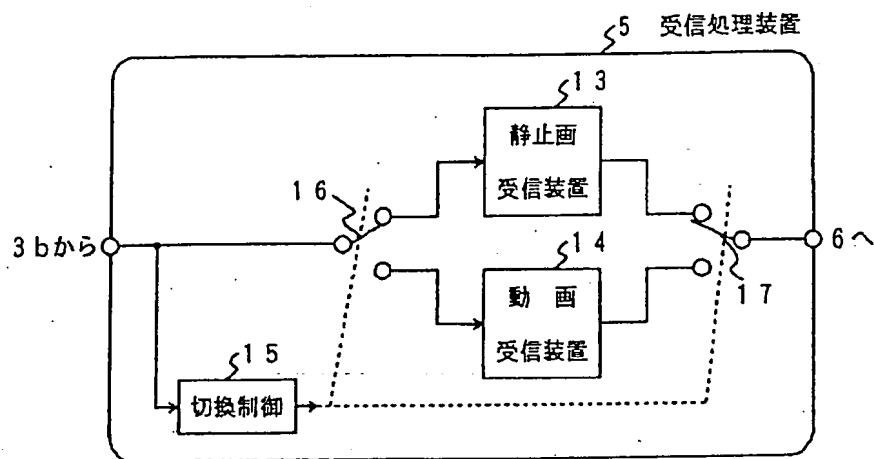 5 受信処理装置
13
静止画
受信装置
16
3bから
6へ
14
動 画
受信装置
17
15
切換制御